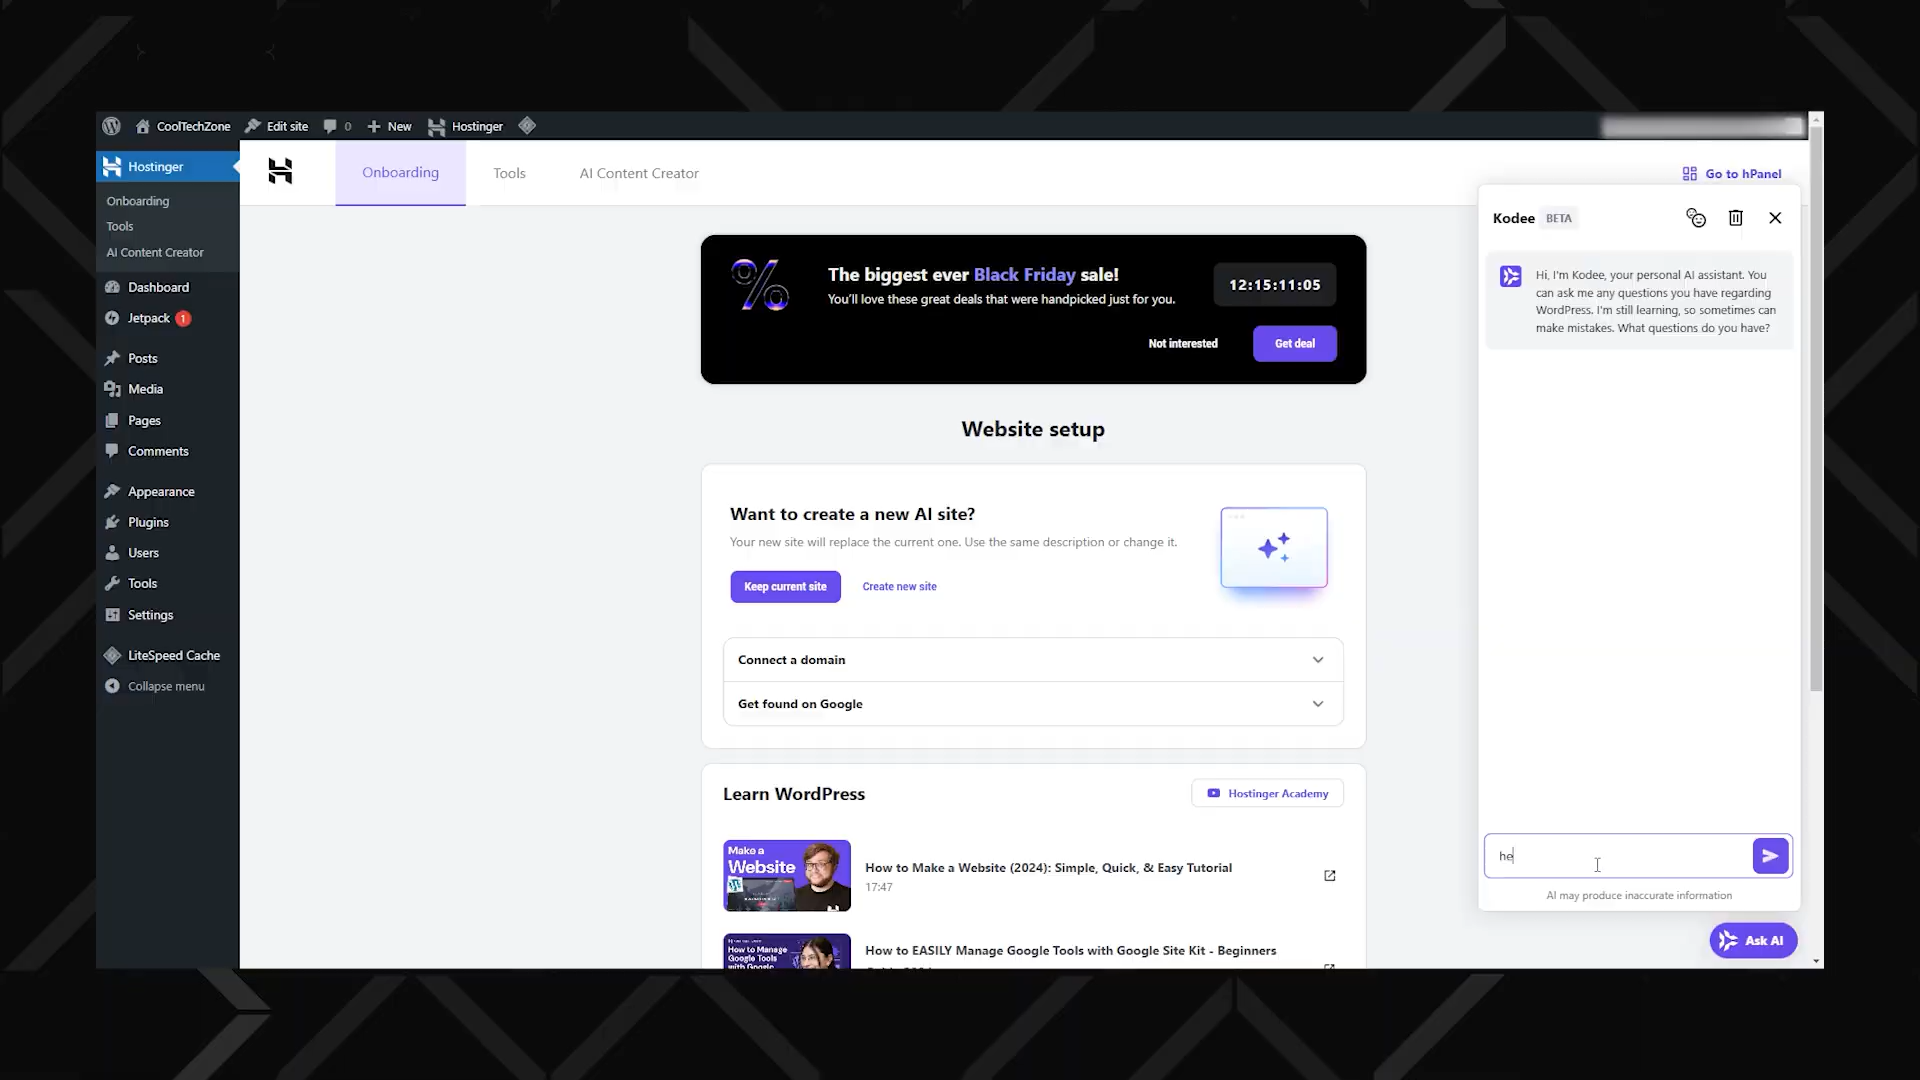 CoolTechZone
Edit site
0
New
Hostinger
Hostinger
Onboarding
Tools
AI Content Creator
Dashboard
Jetpack 1
Posts
Media
Pages
Comments
Appearance
Plugins
Users
Tools
Settings
LiteSpeed Cache
Collapse menu
Onboarding
Tools
AI Content Creator
Go to hPanel
%
The biggest ever Black Friday sale!
You'll love these great deals that were handpicked just for you.
12:15:11:05
Not interested
Get deal
Website setup
Want to create a new AI site?
Your new site will replace the current one. Use the same description or change it.
Keep current site
Create new site
Connect a domain
Get found on Google
Learn WordPress
Hostinger Academy
Make a
Website
How to Make a Website (2024): Simple, Quick, & Easy Tutorial
17:47
How to Manage
Google Tools
with Google
How to EASILY Manage Google Tools with Google Site Kit - Beginners
Kodee BETA
Hi, I'm Kodee, your personal AI assistant. You
can ask me any questions you have regarding
WordPress. I'm still learning, so sometimes can
make mistakes. What questions do you have?
he
AI may produce inaccurate information
Ask AI